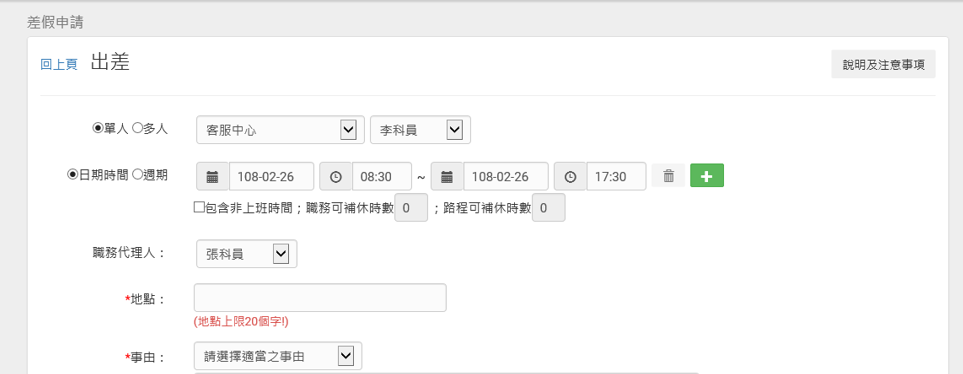 差假申請
回上頁 出差 說明及注意事項
單人 多人 客服中心 李科員
日期時間 週期 108-02-26 08:30 ~ 108-02-26 17:30
包含非上班時間；職務可補休時數 0 ；路程可補休時數 0
職務代理人： 張科員
*地點：
(地點上限20個字!)
*事由： 請選擇適當之事由